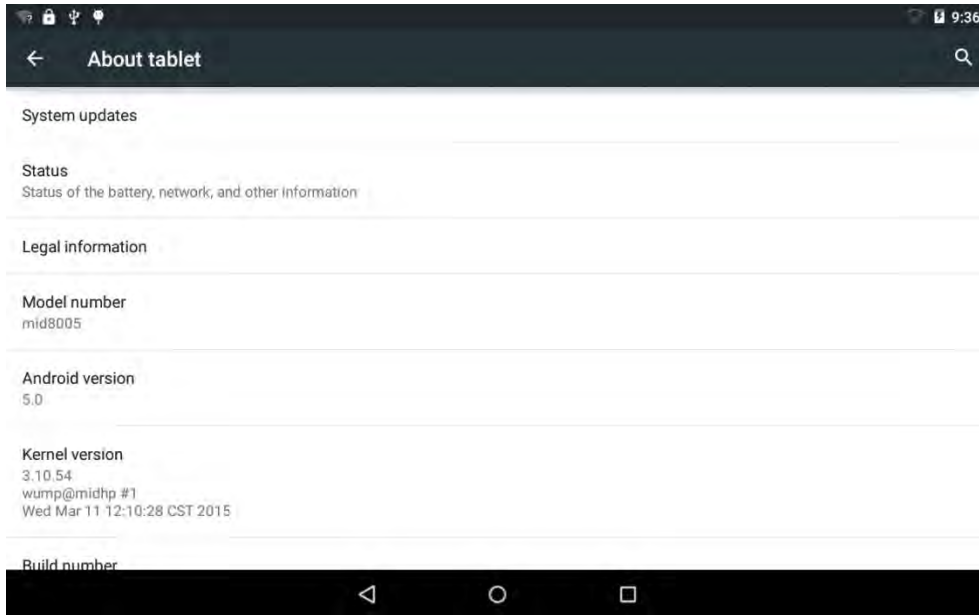 9:36
About tablet
System updates
Status
Status of the battery, network, and other information
Legal information
Model number
mid8005
Android version
5.0
Kernel version
3.10.54
wump@midhp #1
Wed Mar 11 12:10:28 CST 2015
Build number